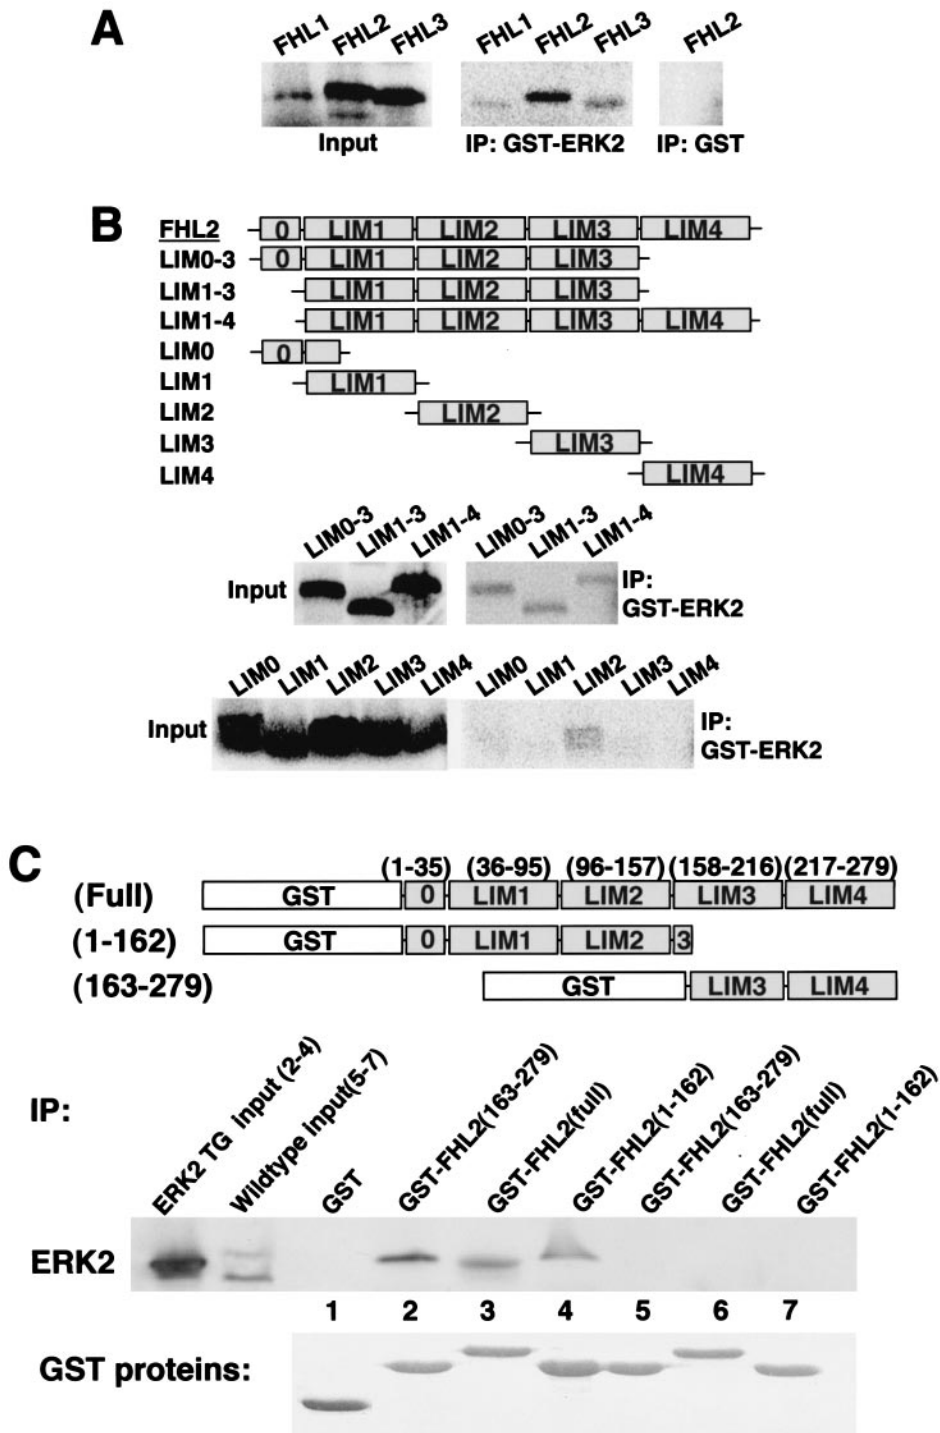 A
FHL1 FHL2 FHL3 FHL1 FHL2 FHL3 FHL2
Input IP: GST-ERK2 IP: GST
B
FHL2 0 LIM1 LIM2 LIM3 LIM4
LIM0-3 0 LIM1 LIM2 LIM3
LIM1-3 LIM1 LIM2 LIM3
LIM1-4 LIM1 LIM2 LIM3 LIM4
LIM0 0
LIM1 LIM1
LIM2 LIM2
LIM3 LIM3
LIM4 LIM4
LIM0-3 LIM1-3 LIM1-4 LIM0-3 LIM1-3 LIM1-4
Input IP:
GST-ERK2
LIM0 LIM1 LIM2 LIM3 LIM4 LIM0 LIM1 LIM2 LIM3 LIM4
Input IP:
GST-ERK2
C
(1-35) (36-95) (96-157) (158-216) (217-279)
(Full) GST 0 LIM1 LIM2 LIM3 LIM4
(1-162) GST 0 LIM1 LIM2 3
(163-279) GST LIM3 LIM4
IP:
ERK2 TG input (2-4) Wildtype input(5-7) GST GST-FHL2(163-279) GST-FHL2(full) GST-FHL2(1-162) GST-FHL2(163-279) GST-FHL2(full) GST-FHL2(1-162)
ERK2
1 2 3 4 5 6 7
GST proteins: